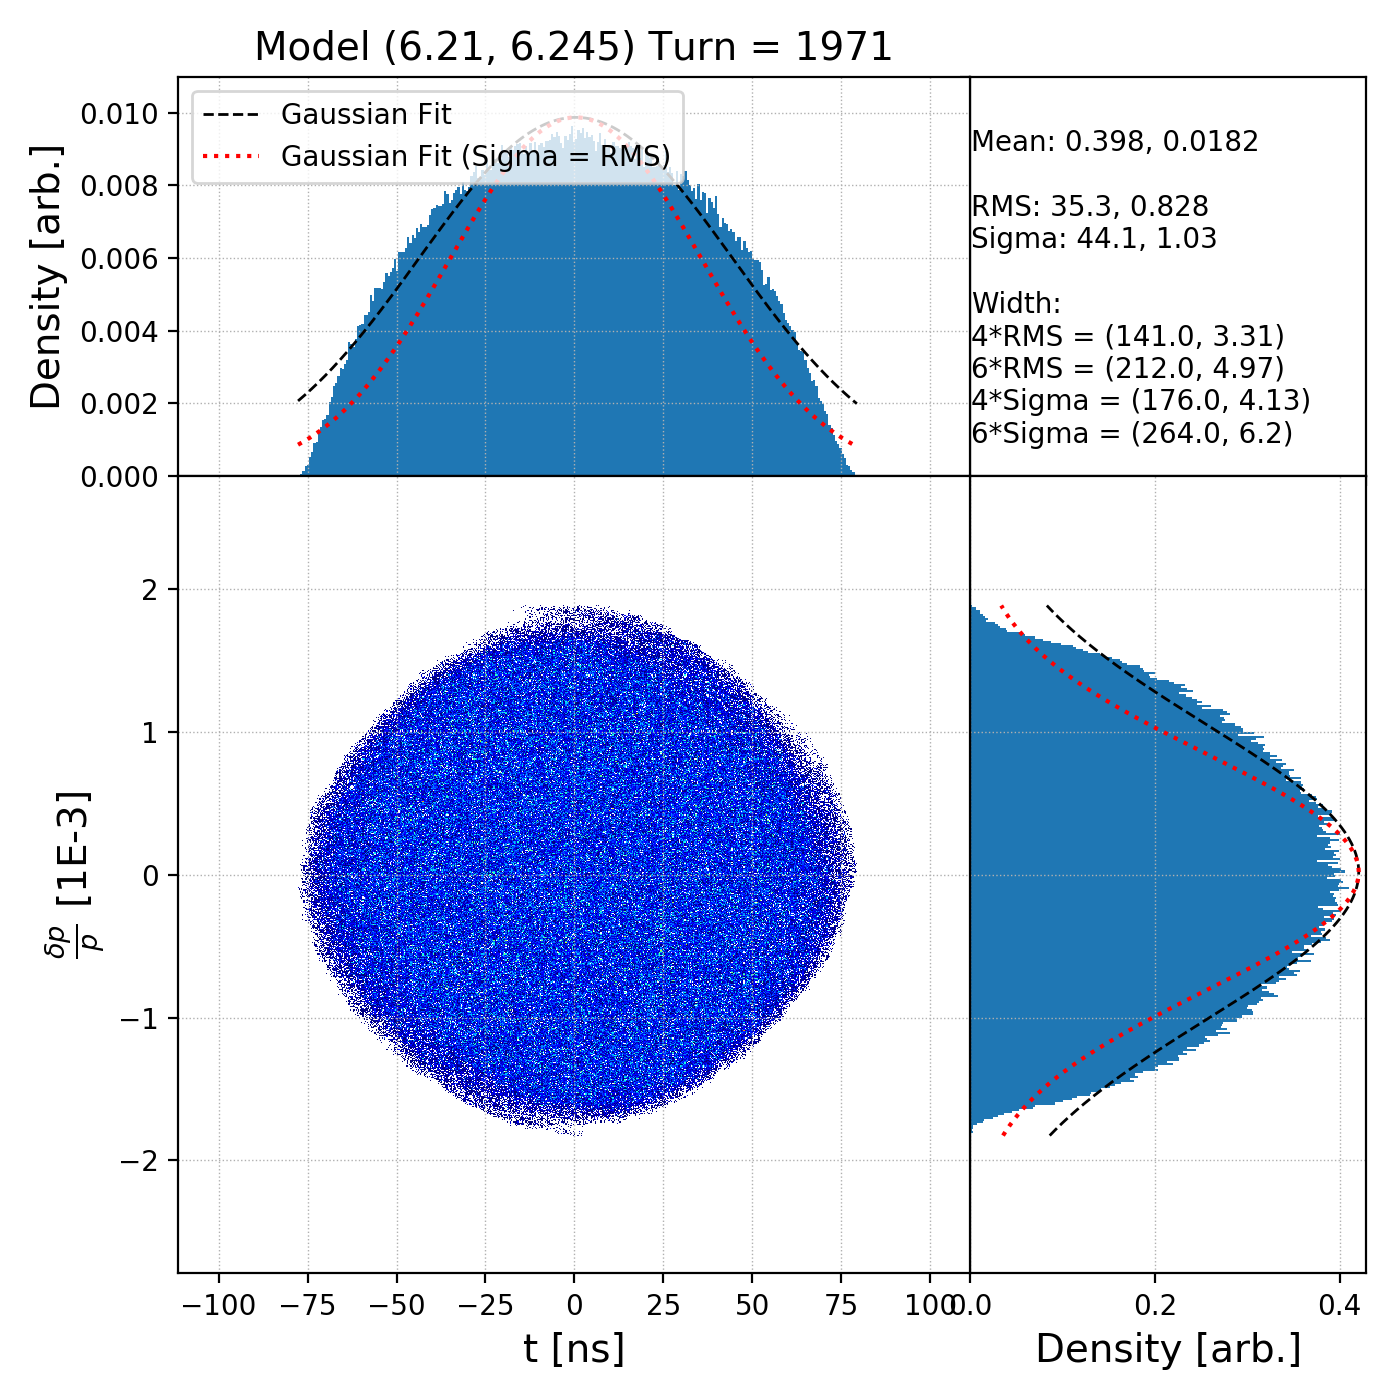 Model (6.21, 6.245) Turn = 1971
Gaussian Fit
Gaussian Fit (Sigma = RMS)
Density [arb.]
0.010
0.008
0.006
0.004
0.002
0.000
Mean: 0.398, 0.0182
RMS: 35.3, 0.828
Sigma: 44.1, 1.03
Width:
4*RMS = (141.0, 3.31)
6*RMS = (212.0, 4.97)
4*Sigma = (176.0, 4.13)
6*Sigma = (264.0, 6.2)
δp/p [1E-3]
2
1
0
−1
−2
−100 −75 −50 −25 0 25 50 75 100
t [ns]
0.0 0.2 0.4
Density [arb.]